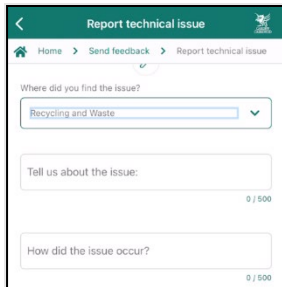 Report technical issue
Home > Send feedback > Report technical issue
Where did you find the issue?
Recycling and Waste
Tell us about the issue:
0 / 500
How did the issue occur?
0 / 500